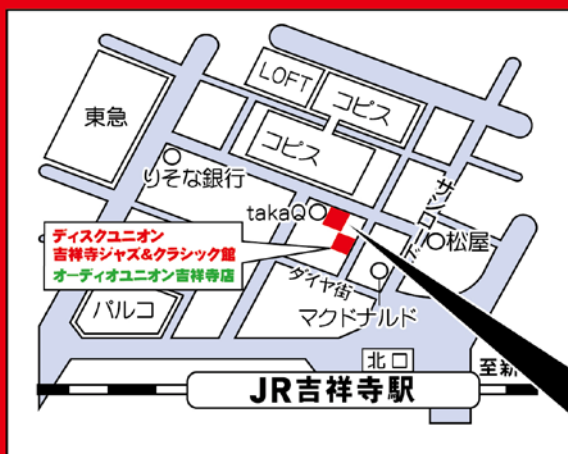 LOFT
コピス
コピス
東急
りそな銀行
サンロード
takaQ
松屋
ディスクユニオン
吉祥寺ジャズ&クラシック館
オーディオユニオン吉祥寺店
ダイヤ街
パルコ
マクドナルド
北口
至新
JR吉祥寺駅